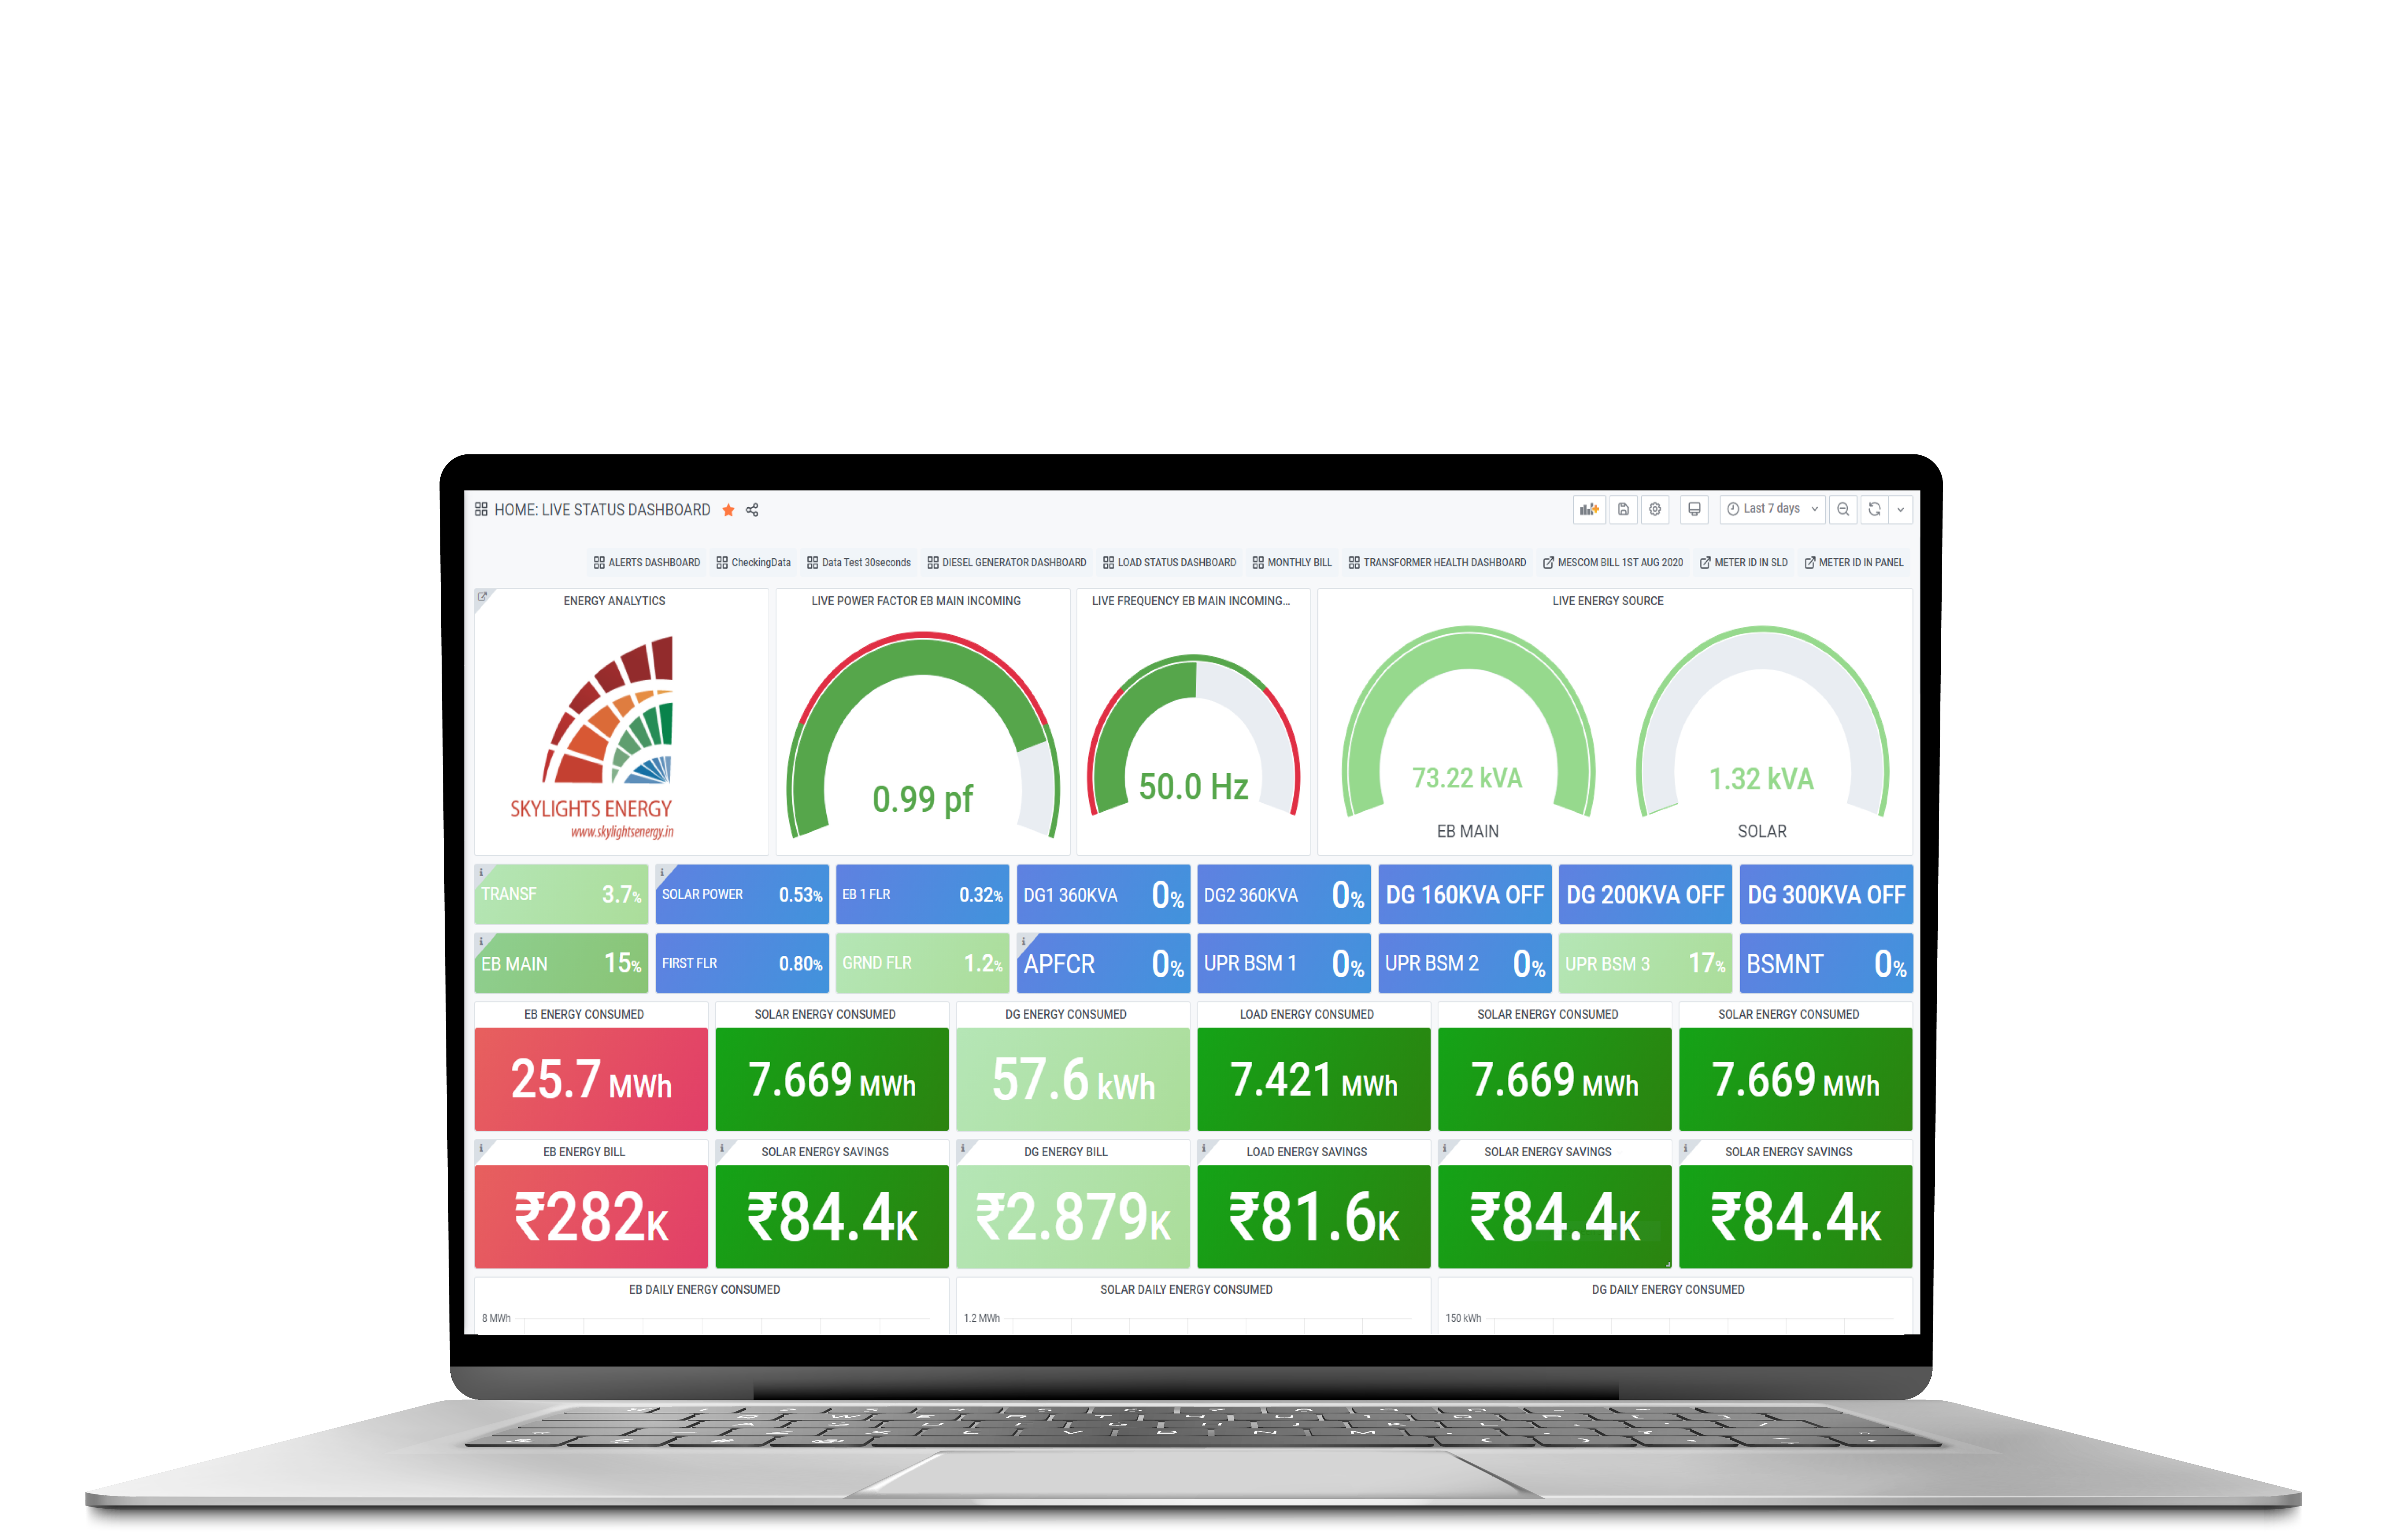 HOME: LIVE STATUS DASHBOARD
Last 7 days
ALERTS DASHBOARD CheckingData Data Test 30seconds DIESEL GENERATOR DASHBOARD LOAD STATUS DASHBOARD MONTHLY BILL TRANSFORMER HEALTH DASHBOARD MESCOM BILL 1ST AUG 2020 METER ID IN SLD METER ID IN PANEL
ENERGY ANALYTICS
SKYLIGHTS ENERGY
www.skylightsenergy.in
LIVE POWER FACTOR EB MAIN INCOMING
0.99 pf
LIVE FREQUENCY EB MAIN INCOMING...
50.0 Hz
LIVE ENERGY SOURCE
73.22 kVA
EB MAIN
1.32 kVA
SOLAR
TRANSF 3.7%
SOLAR POWER 0.53%
EB 1 FLR 0.32%
DG1 360KVA 0%
DG2 360KVA 0%
DG 160KVA OFF
DG 200KVA OFF
DG 300KVA OFF
EB MAIN 15%
FIRST FLR 0.80%
GRND FLR 1.2%
APFCR 0%
UPR BSM 1 0%
UPR BSM 2 0%
UPR BSM 3 17%
BSMNT 0%
EB ENERGY CONSUMED
25.7 MWh
SOLAR ENERGY CONSUMED
7.669 MWh
DG ENERGY CONSUMED
57.6 kWh
LOAD ENERGY CONSUMED
7.421 MWh
SOLAR ENERGY CONSUMED
7.669 MWh
SOLAR ENERGY CONSUMED
7.669 MWh
EB ENERGY BILL
₹282K
SOLAR ENERGY SAVINGS
₹84.4K
DG ENERGY BILL
₹2.879K
LOAD ENERGY SAVINGS
₹81.6K
SOLAR ENERGY SAVINGS
₹84.4K
SOLAR ENERGY SAVINGS
₹84.4K
EB DAILY ENERGY CONSUMED
8 MWh
SOLAR DAILY ENERGY CONSUMED
1.2 MWh
DG DAILY ENERGY CONSUMED
150 kWh